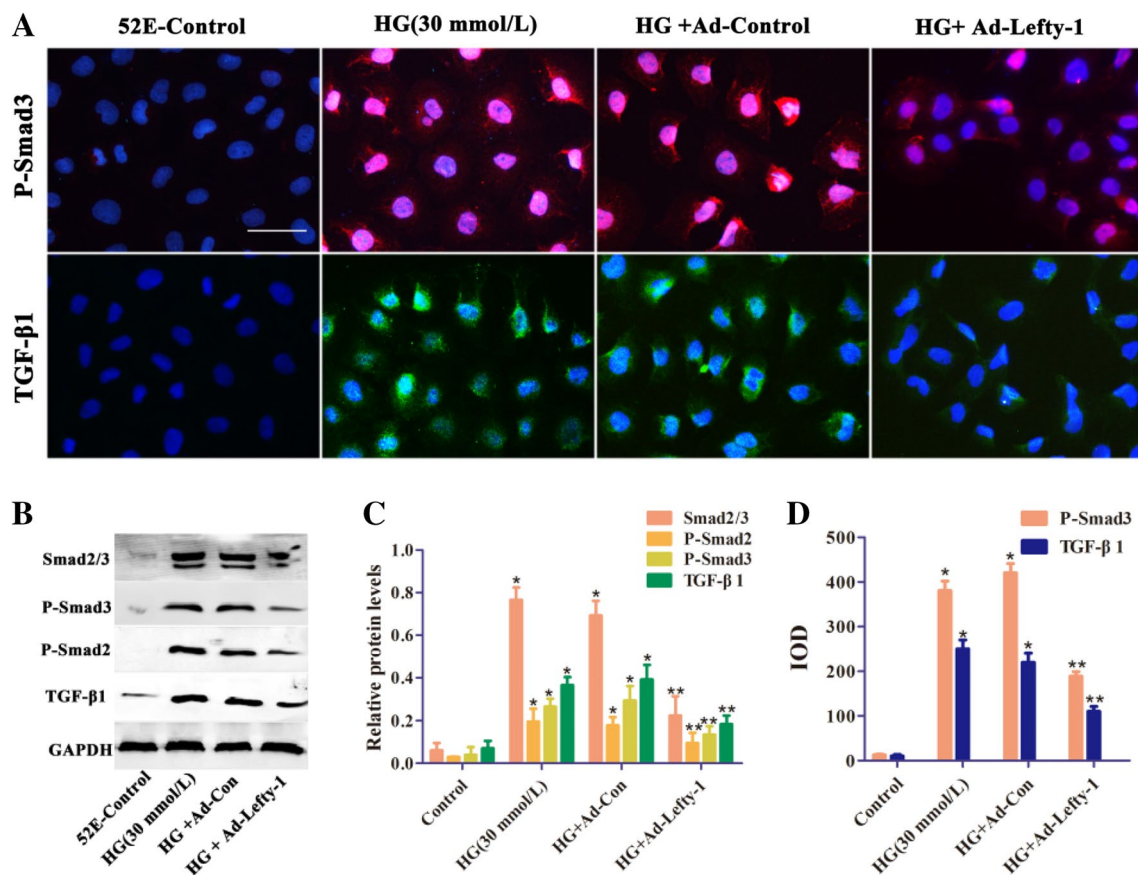 A
52E-Control
HG(30 mmol/L)
HG +Ad-Control
HG+ Ad-Lefty-1
P-Smad3
TGF-β1
B
Smad2/3
P-Smad3
P-Smad2
TGF-β1
GAPDH
52E-Control
HG(30 mmol/L)
HG +Ad-Con
HG + Ad-Lefty-1
C
Smad2/3
P-Smad2
P-Smad3
TGF-β 1
Relative protein levels
1.0
0.8
0.6
0.4
0.2
0.0
*
*
*
*
*
*
*
*
**
**
**
**
Control
HG(30 mmol/L)
HG+Ad-Con
HG+Ad-Lefty-1
D
P-Smad3
TGF-β 1
IOD
500
400
300
200
100
0
*
*
*
*
**
**
Control
HG(30 mmol/L)
HG+Ad-Con
HG+Ad-Lefty-1